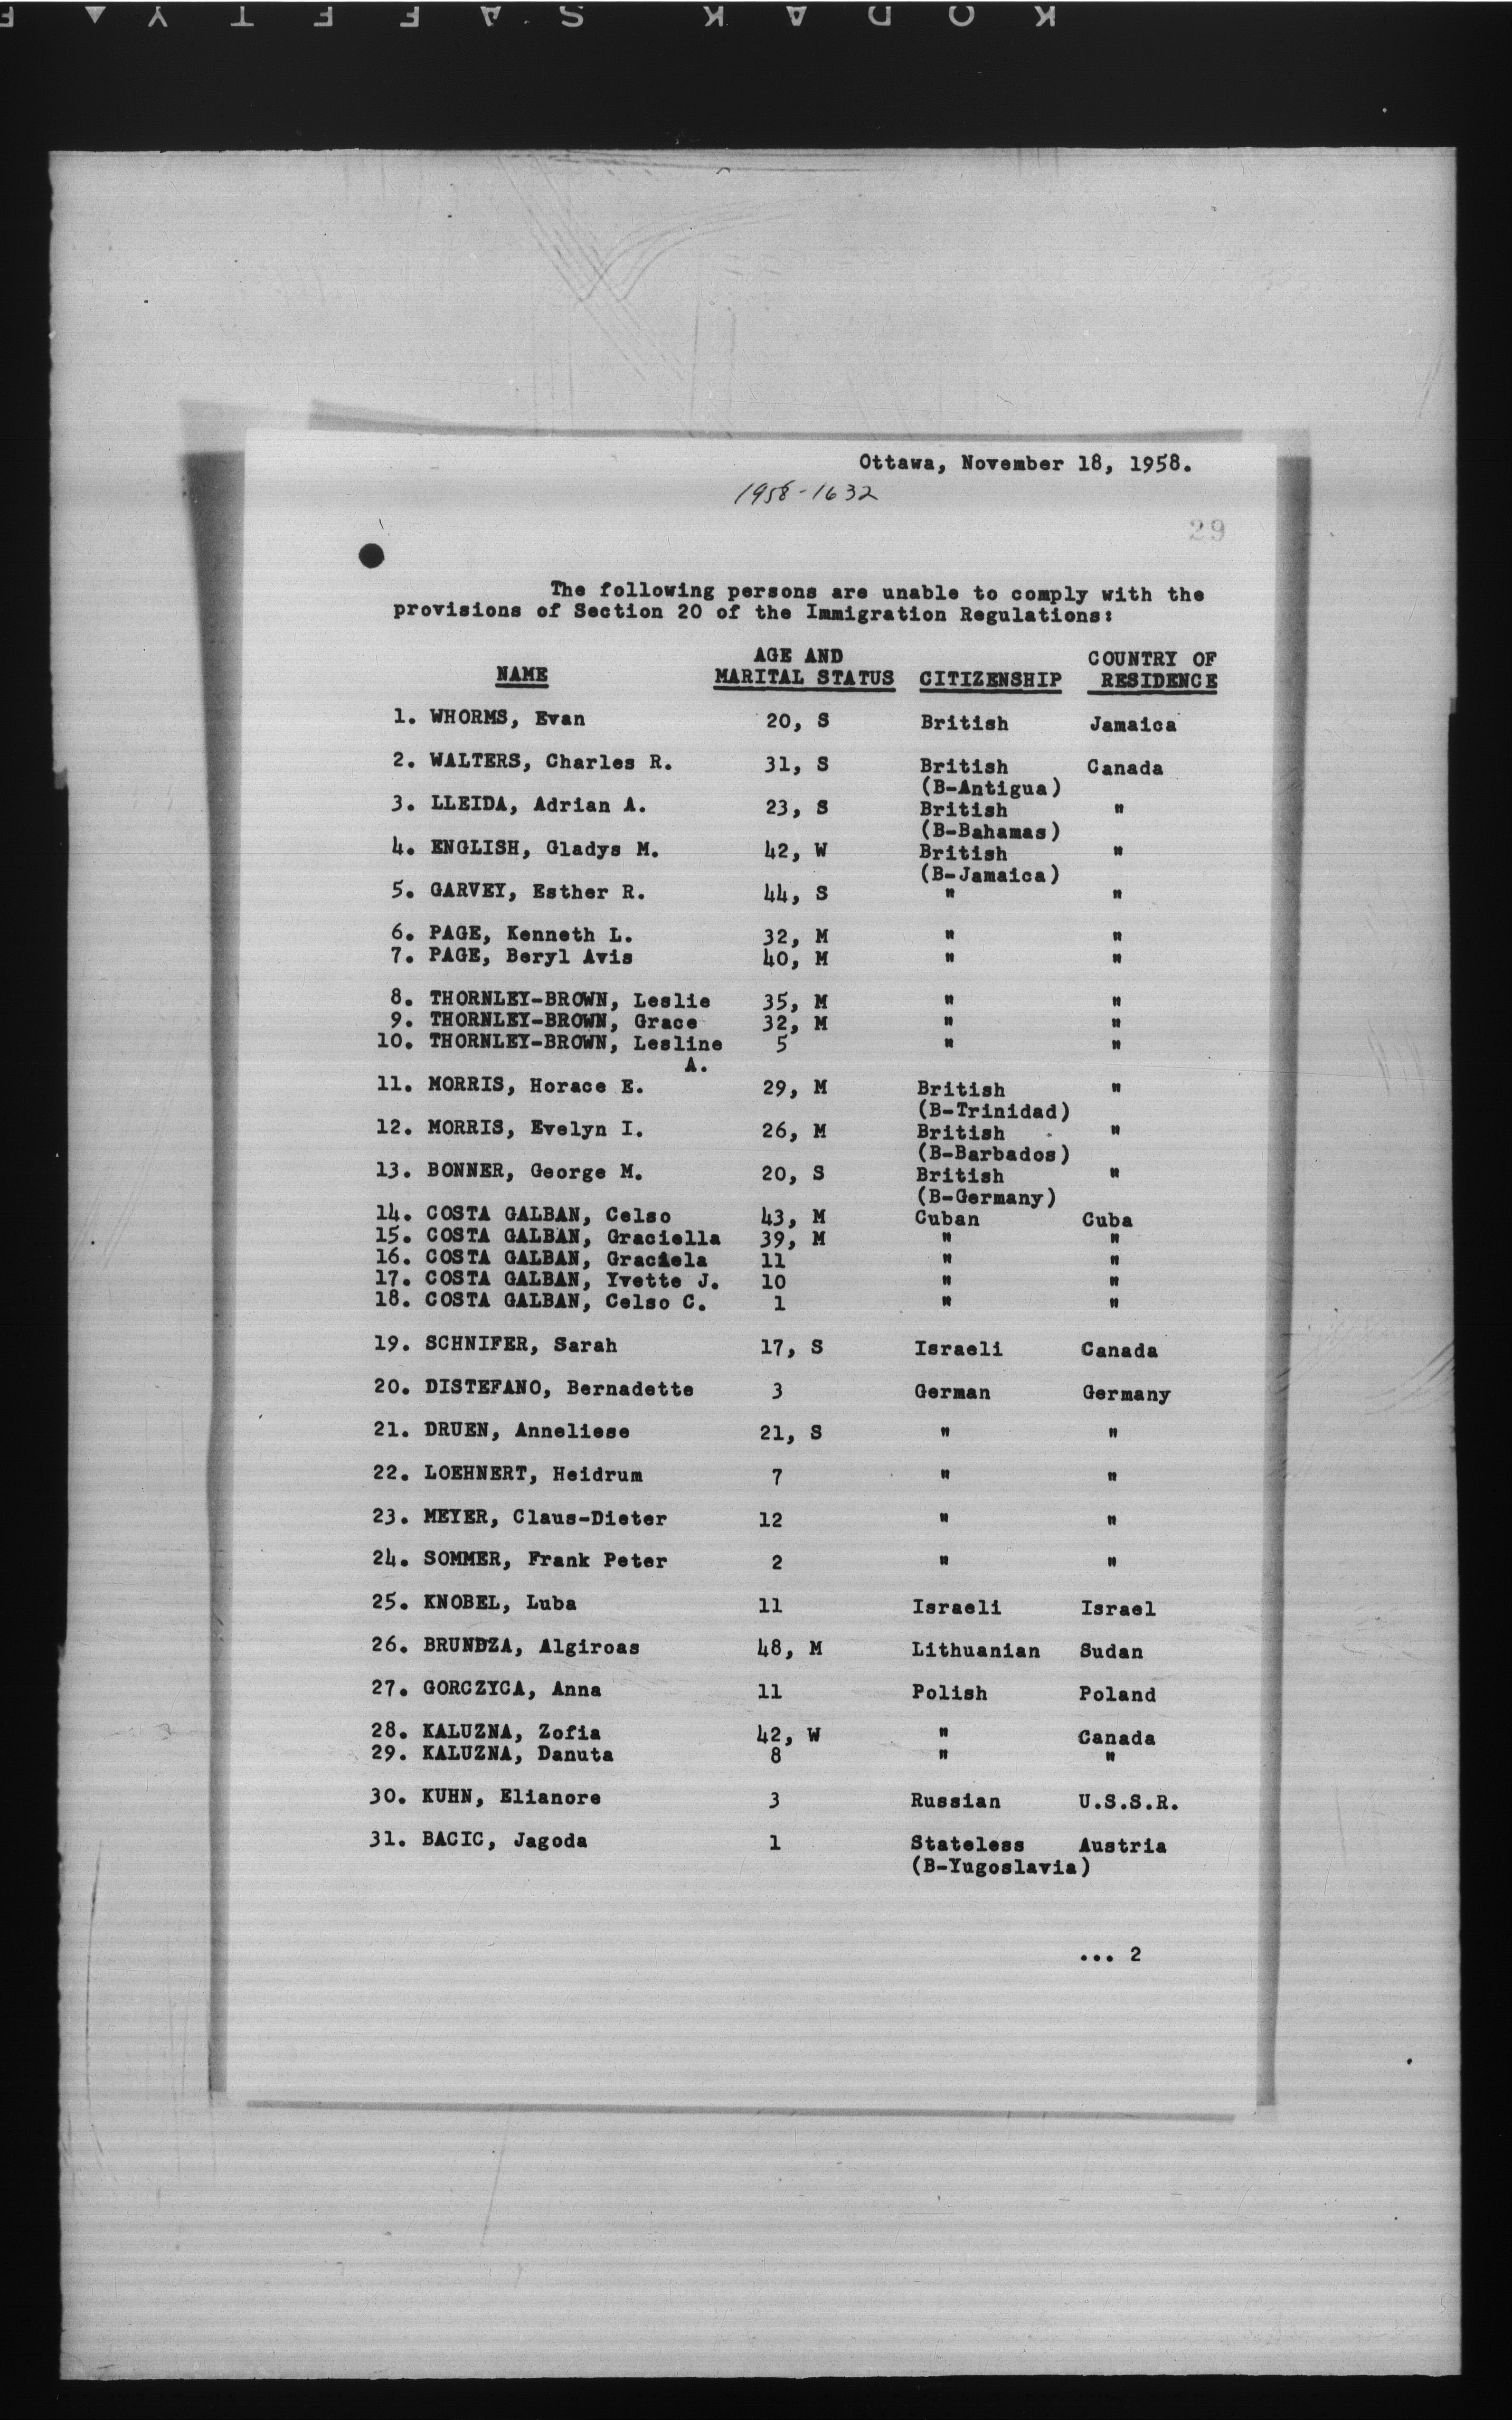 KODAK SAFETY
Ottawa, November 18, 1958.
1958-1632
29
The following persons are unable to comply with the
provisions of Section 20 of the Immigration Regulations:
NAME AGE AND MARITAL STATUS CITIZENSHIP COUNTRY OF RESIDENCE
1. WHORMS, Evan 20, S British Jamaica
2. WALTERS, Charles R. 31, S British Canada
(B-Antigua)
3. LLEIDA, Adrian A. 23, S British "
(B-Bahamas)
4. ENGLISH, Gladys M. 42, W British "
(B-Jamaica)
5. GARVEY, Esther R. 44, S " "
6. PAGE, Kenneth L. 32, M " "
7. PAGE, Beryl Avis 40, M " "
8. THORNLEY-BROWN, Leslie 35, M " "
9. THORNLEY-BROWN, Grace 32, M " "
10. THORNLEY-BROWN, Lesline 5 " "
A.
11. MORRIS, Horace E. 29, M British "
(B-Trinidad)
12. MORRIS, Evelyn I. 26, M British "
(B-Barbados)
13. BONNER, George M. 20, S British "
(B-Germany)
14. COSTA GALBAN, Celso 43, M Cuban Cuba
15. COSTA GALBAN, Graciella 39, M " "
16. COSTA GALBAN, Graciela 11 " "
17. COSTA GALBAN, Yvette J. 10 " "
18. COSTA GALBAN, Celso C. 1 " "
19. SCHNIFER, Sarah 17, S Israeli Canada
20. DISTEFANO, Bernadette 3 German Germany
21. DRUEN, Anneliese 21, S " "
22. LOEHNERT, Heidrum 7 " "
23. MEYER, Claus-Dieter 12 " "
24. SOMMER, Frank Peter 2 " "
25. KNOBEL, Luba 11 Israeli Israel
26. BRUNDZA, Algiroas 48, M Lithuanian Sudan
27. GORCZYCA, Anna 11 Polish Poland
28. KALUZNA, Zofia 42, W " Canada
29. KALUZNA, Danuta 8 " "
30. KUHN, Elianore 3 Russian U.S.S.R.
31. BACIC, Jagoda 1 Stateless Austria
(B-Yugoslavia)
... 2